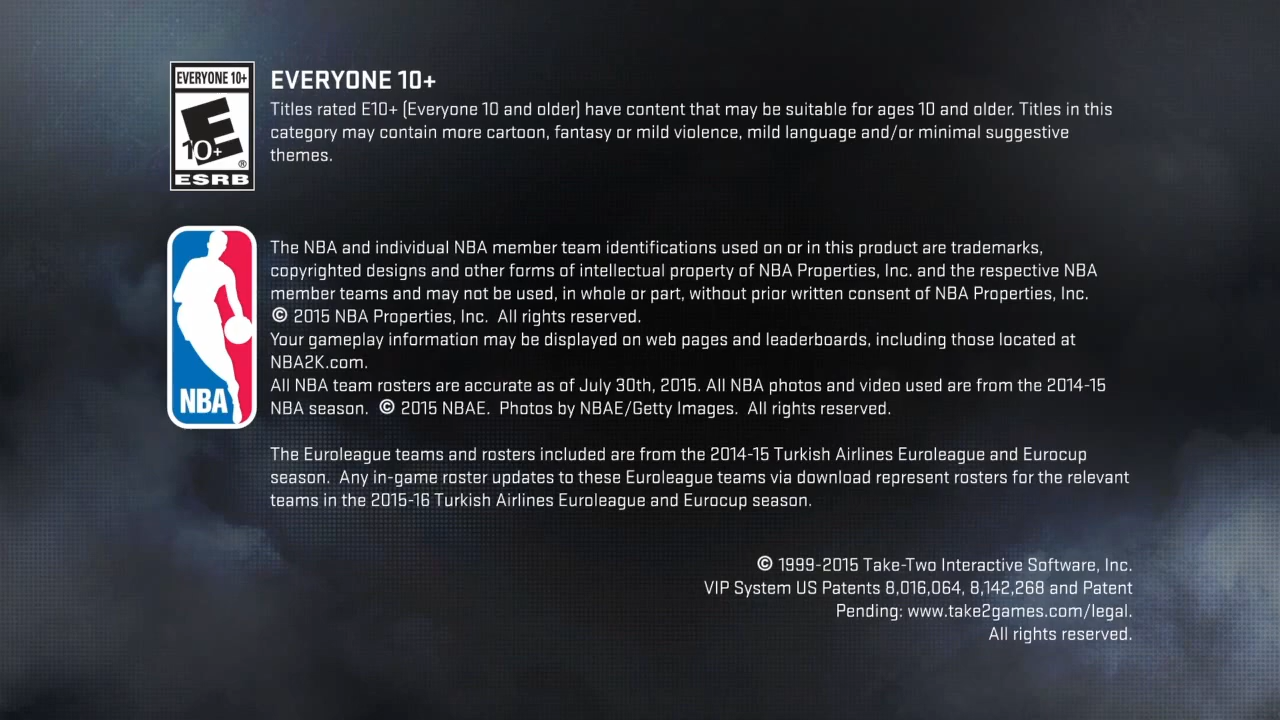 EVERYONE 10+
E
10+
®
ESRB
EVERYONE 10+
Titles rated E10+ (Everyone 10 and older) have content that may be suitable for ages 10 and older. Titles in this
category may contain more cartoon, fantasy or mild violence, mild language and/or minimal suggestive
themes.
NBA
The NBA and individual NBA member team identifications used on or in this product are trademarks,
copyrighted designs and other forms of intellectual property of NBA Properties, Inc. and the respective NBA
member teams and may not be used, in whole or part, without prior written consent of NBA Properties, Inc.
© 2015 NBA Properties, Inc.  All rights reserved.
Your gameplay information may be displayed on web pages and leaderboards, including those located at
NBA2K.com.
All NBA team rosters are accurate as of July 30th, 2015. All NBA photos and video used are from the 2014-15
NBA season.  © 2015 NBAE.  Photos by NBAE/Getty Images.  All rights reserved.
The Euroleague teams and rosters included are from the 2014-15 Turkish Airlines Euroleague and Eurocup
season.  Any in-game roster updates to these Euroleague teams via download represent rosters for the relevant
teams in the 2015-16 Turkish Airlines Euroleague and Eurocup season.
© 1999-2015 Take-Two Interactive Software, Inc.
VIP System US Patents 8,016,064, 8,142,268 and Patent
Pending: www.take2games.com/legal.
All rights reserved.